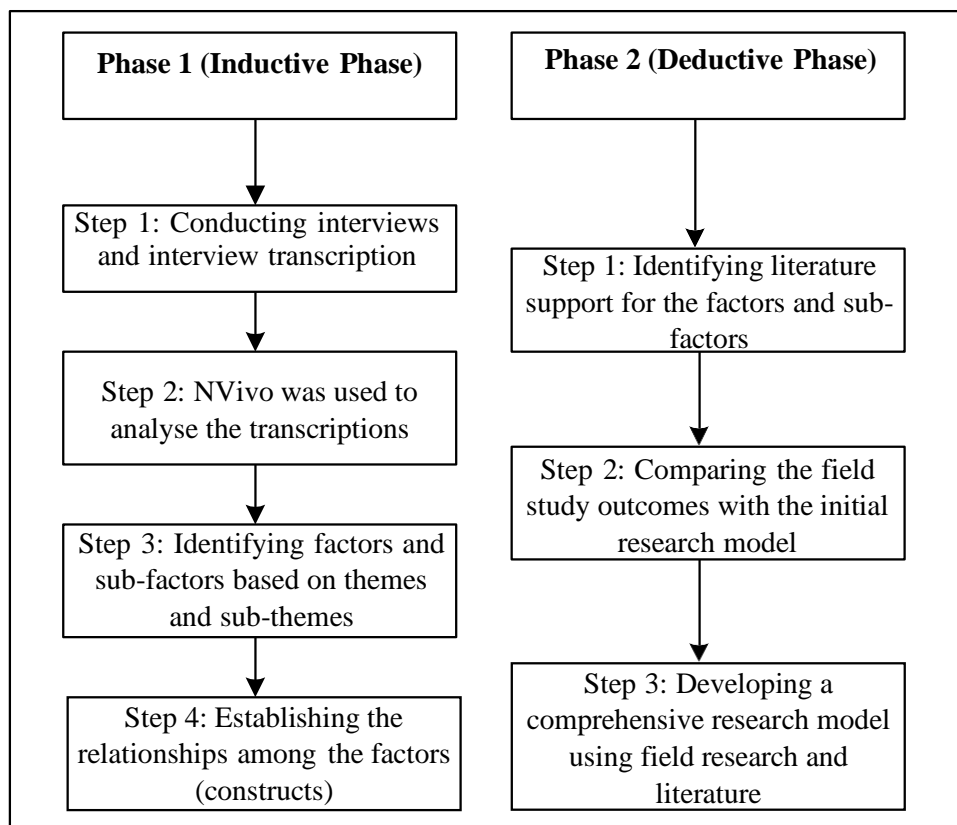 Phase 1 (Inductive Phase)
Step 1: Conducting interviews
and interview transcription
Step 2: NVivo was used to
analyse the transcriptions
Step 3: Identifying factors and
sub-factors based on themes
and sub-themes
Step 4: Establishing the
relationships among the factors
(constructs)
Phase 2 (Deductive Phase)
Step 1: Identifying literature
support for the factors and sub-
factors
Step 2: Comparing the field
study outcomes with the initial
research model
Step 3: Developing a
comprehensive research model
using field research and
literature